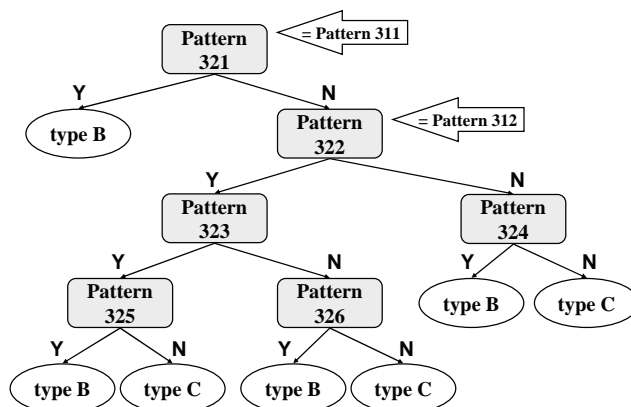 Pattern
321
= Pattern 311
Y
N
type B
Pattern
322
= Pattern 312
Y
N
Pattern
323
Pattern
324
Y
N
Y
N
Pattern
325
Pattern
326
type B
type C
Y
N
Y
N
type B
type C
type B
type C